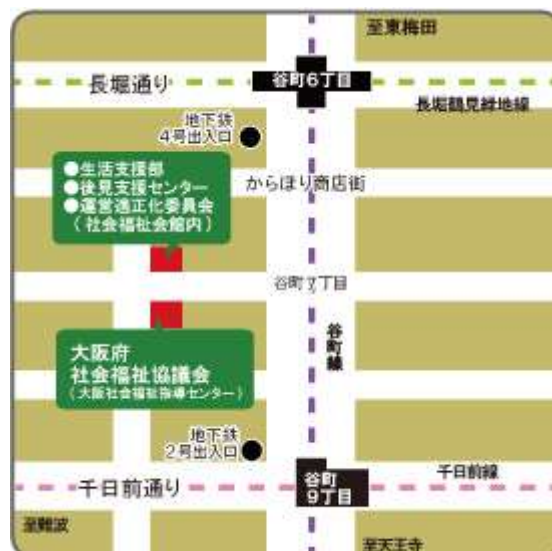 至東梅田
長堀通り
谷町6丁目
長堀鶴見緑地線
地下鉄
4号出入口
●生活支援部
●後見支援センター
●運営適正化委員会
(社会福祉会館内)
からほり商店街
谷町7丁目
谷町線
大阪府
社会福祉協議会
(大阪社会福祉指導センター)
地下鉄
2号出入口
千日前通り
谷町
9丁目
千日前線
至難波
至天王寺